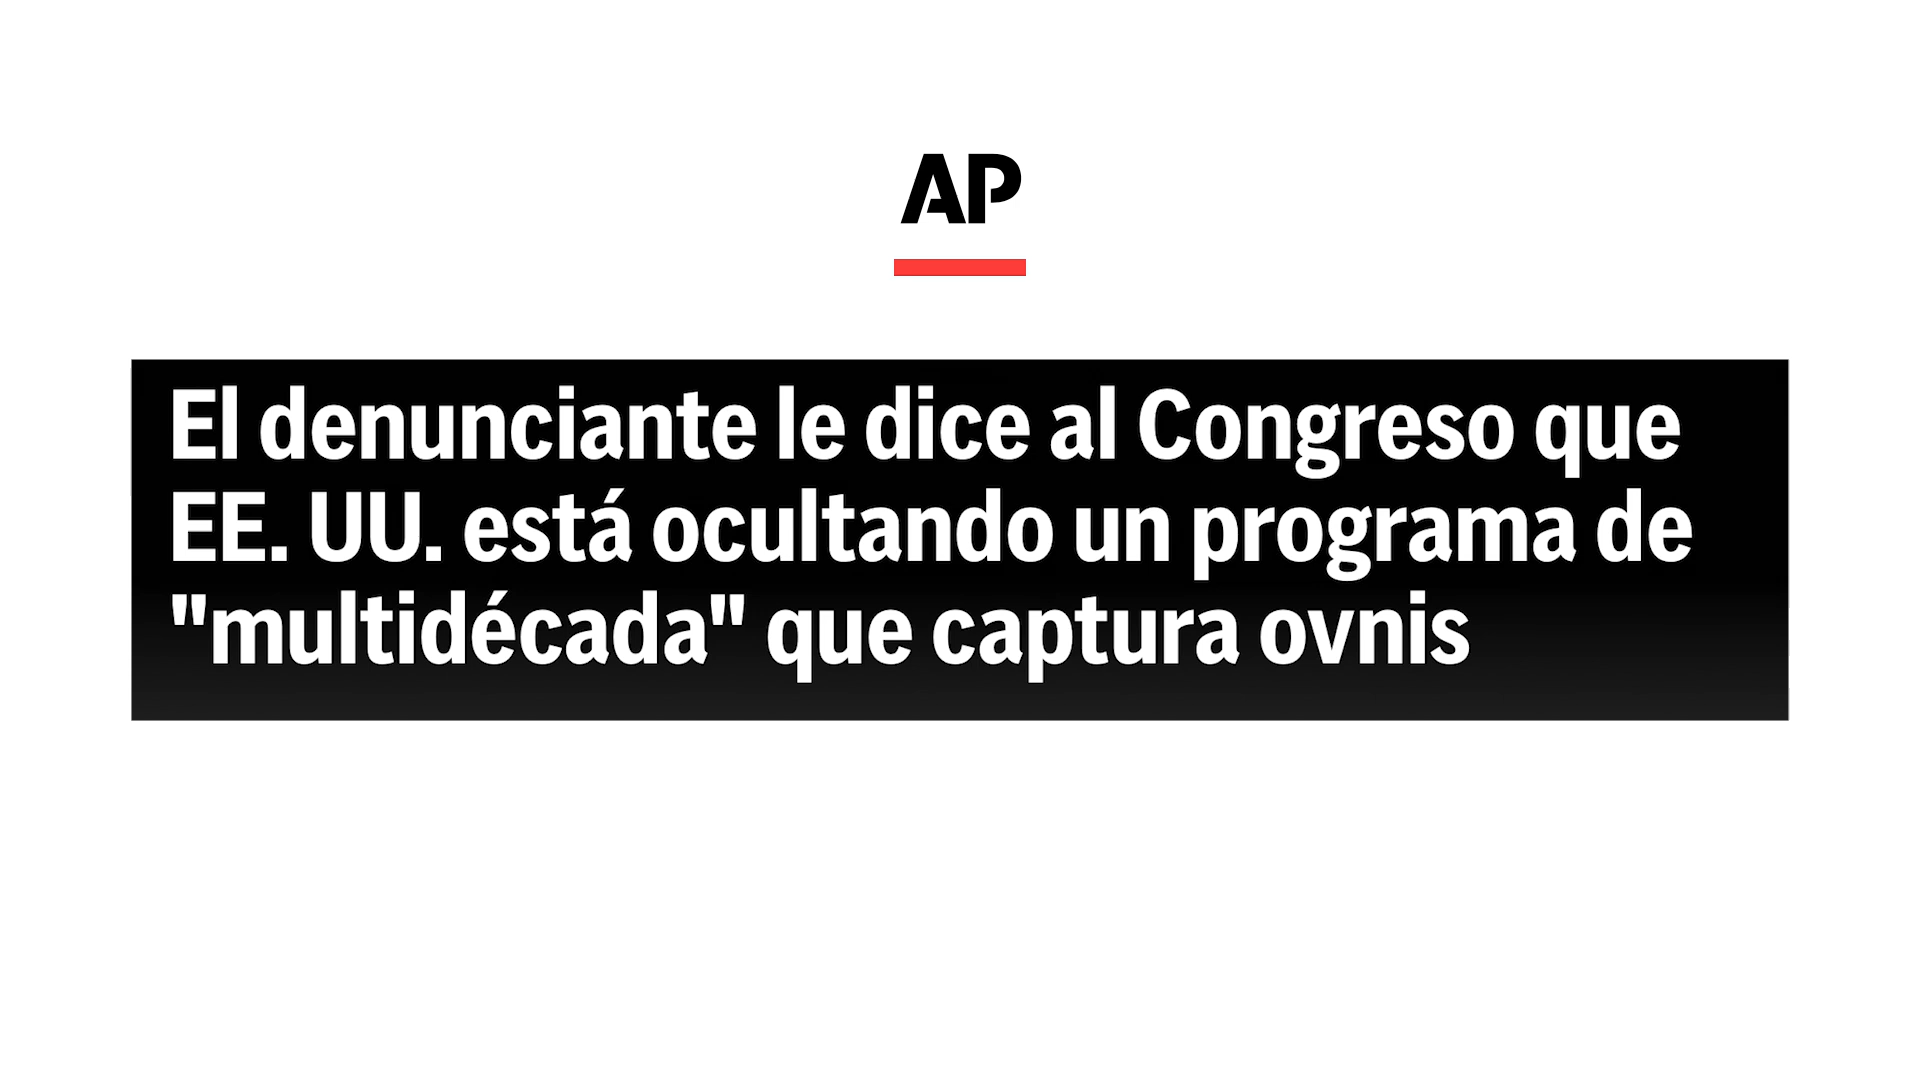 AP
El denunciante le dice al Congreso que
EE. UU. está ocultando un programa de
"multidécada" que captura ovnis